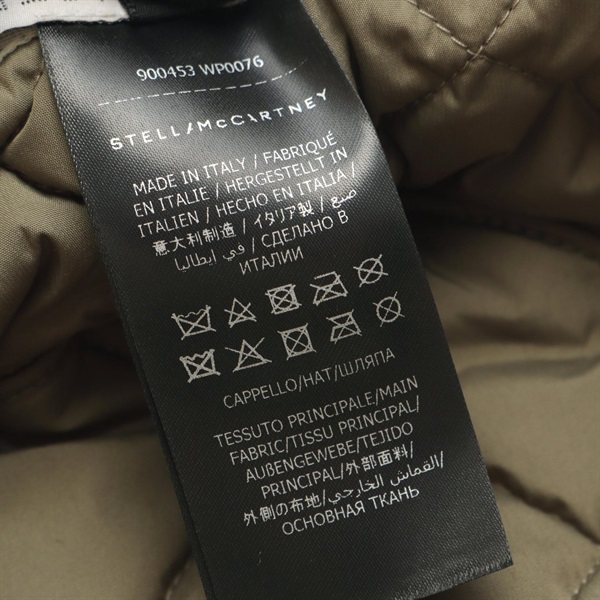 900453 WP0076
STELLA McCARTNEY
MADE IN ITALY / FABRIQUÉ
EN ITALIE / HERGESTELLT IN
ITALIEN / HECHO EN ITALIA /
意大利制造 / イタリア製 / صنع
في إيطاليا / СДЕЛАНО В
ИТАЛИИ
CAPPELLO/HAT/ШЛЯПА
TESSUTO PRINCIPALE/MAIN
FABRIC/TISSU PRINCIPAL/
AUßENGEWEBE/TEJIDO
PRINCIPAL/外部面料/
外側の布地/القماش الخارجي/
ОСНОВНАЯ ТКАНЬ